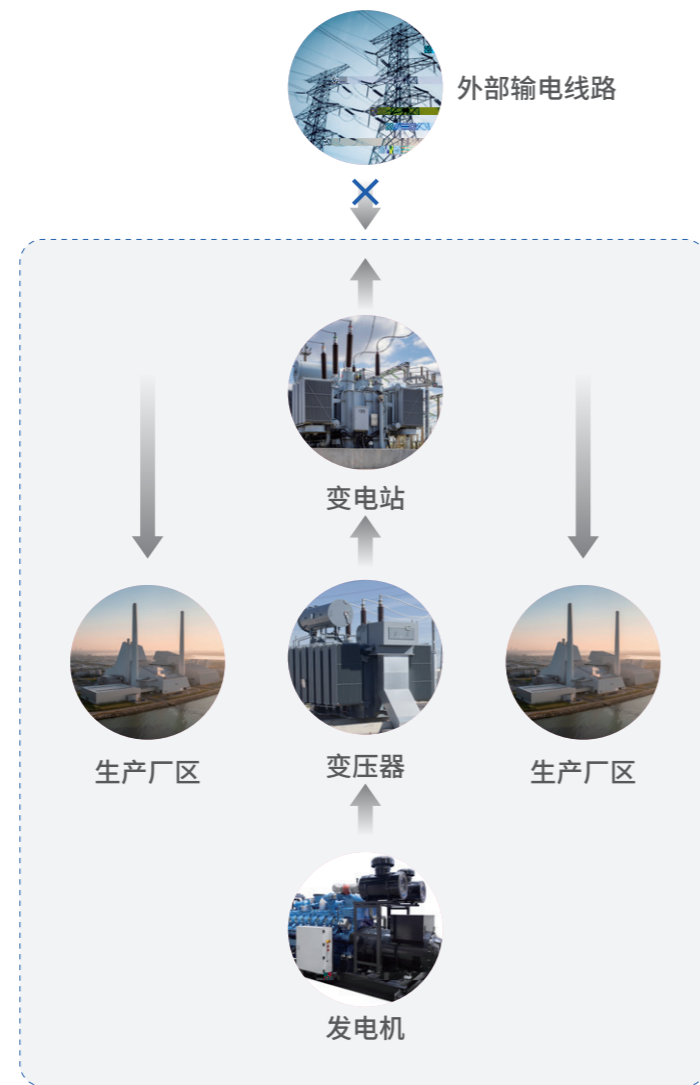 外部输电线路
变电站
生产厂区
变压器
生产厂区
发电机